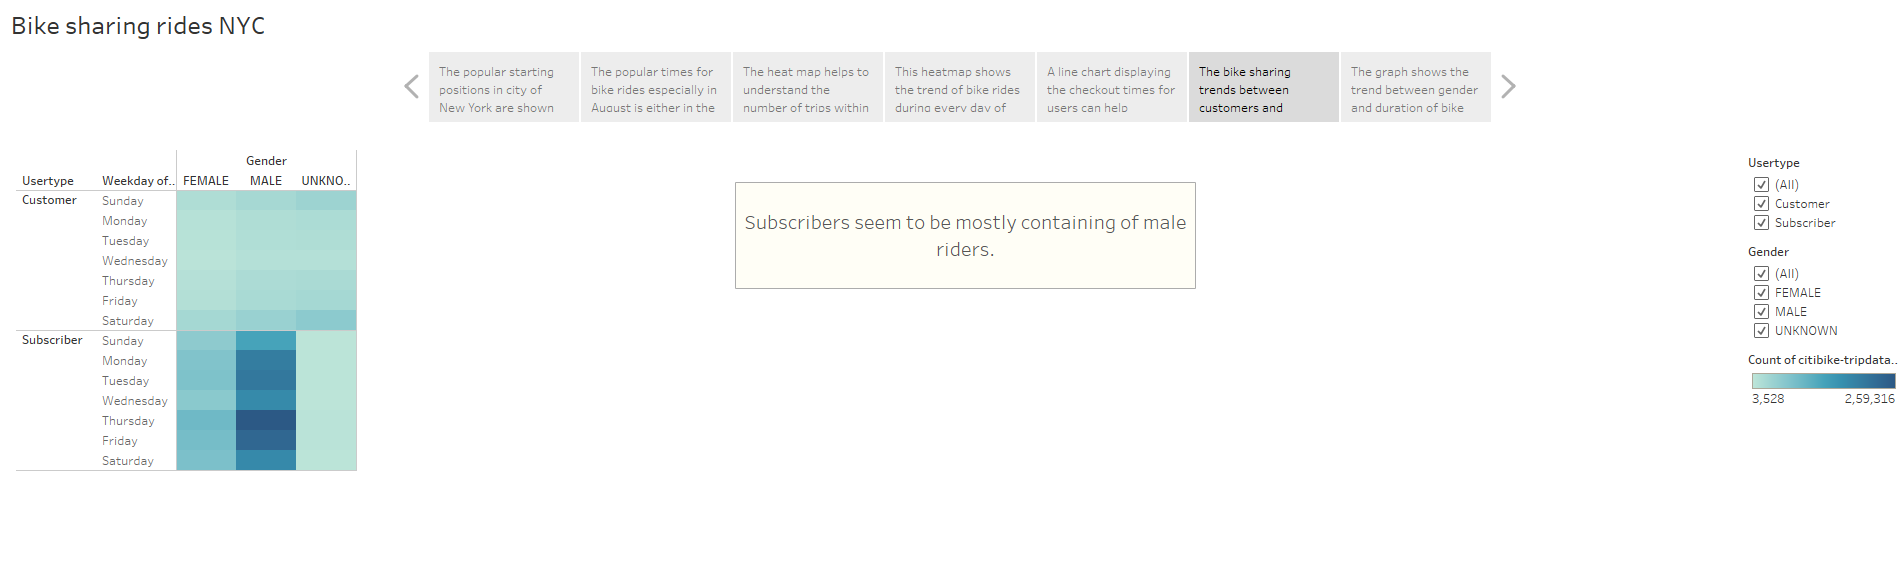 Bike sharing rides NYC
The popular starting
positions in city of
New York are shown
The popular times for
bike rides especially in
August is either in the
The heat map helps to
understand the
number of trips within
This heatmap shows
the trend of bike rides
during every day of
A line chart displaying
the checkout times for
users can help
The bike sharing
trends between
customers and
The graph shows the
trend between gender
and duration of bike
Gender
Usertype Weekday of.. FEMALE MALE UNKNO..
Customer Sunday
Monday
Tuesday
Wednesday
Thursday
Friday
Saturday
Subscriber Sunday
Monday
Tuesday
Wednesday
Thursday
Friday
Saturday
Subscribers seem to be mostly containing of male
riders.
Usertype
(All)
Customer
Subscriber
Gender
(All)
FEMALE
MALE
UNKNOWN
Count of citibike-tripdata..
3,528 2,59,316